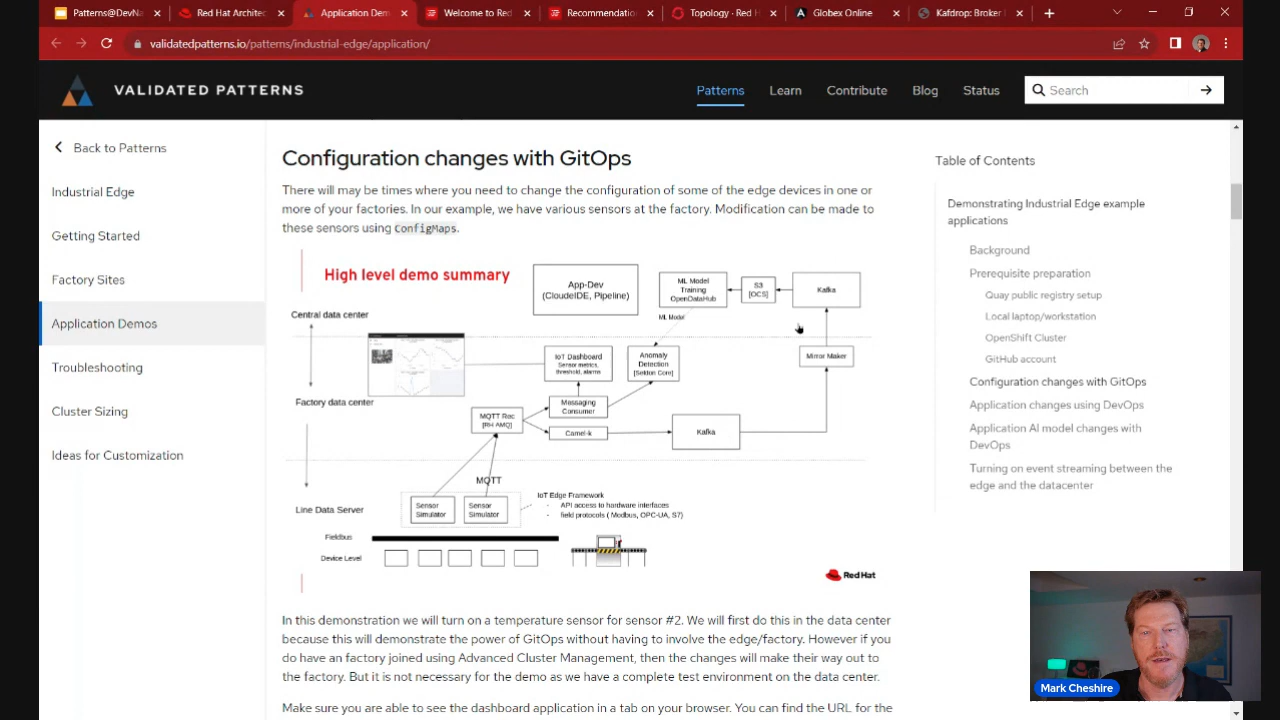 Patterns@DevNa
Red Hat Architec
Application Dem
Welcome to Red
Recommendation
Topology · Red H
Globex Online
Kafdrop: Broker L
validatedpatterns.io/patterns/industrial-edge/application/
VALIDATED PATTERNS
Patterns
Learn
Contribute
Blog
Status
Search
Back to Patterns
Industrial Edge
Getting Started
Factory Sites
Application Demos
Troubleshooting
Cluster Sizing
Ideas for Customization
Configuration changes with GitOps
There will may be times where you need to change the configuration of some of the edge devices in one or
more of your factories. In our example, we have various sensors at the factory. Modification can be made to
these sensors using ConfigMaps.
High level demo summary
App-Dev
(CloudeIDE, Pipeline)
ML Model
Training
OpenDataHub
S3
[OCS]
Kafka
ML Model
Central data center
IoT Dashboard
Sensor metrics,
threshold, alarms
Anomaly
Detection
[Seldon Core]
Mirror Maker
Factory data center
MQTT Roc
[RH AMQ]
Messaging
Consumer
Camel-k
Kafka
MQTT
Line Data Server
Sensor
Simulator
Sensor
Simulator
IoT Edge Framework
- API access to hardware interfaces
- field protocols ( Modbus, OPC-UA, S7)
Fieldbus
Device Level
Red Hat
In this demonstration we will turn on a temperature sensor for sensor #2. We will first do this in the data center
because this will demonstrate the power of GitOps without having to involve the edge/factory. However if you
do have an factory joined using Advanced Cluster Management, then the changes will make their way out to
the factory. But it is not necessary for the demo as we have a complete test environment on the data center.
Make sure you are able to see the dashboard application in a tab on your browser. You can find the URL for the
Table of Contents
Demonstrating Industrial Edge example
applications
Background
Prerequisite preparation
Quay public registry setup
Local laptop/workstation
OpenShift Cluster
GitHub account
Configuration changes with GitOps
Application changes using DevOps
Application AI model changes with
DevOps
Turning on event streaming between the
edge and the datacenter
Mark Cheshire